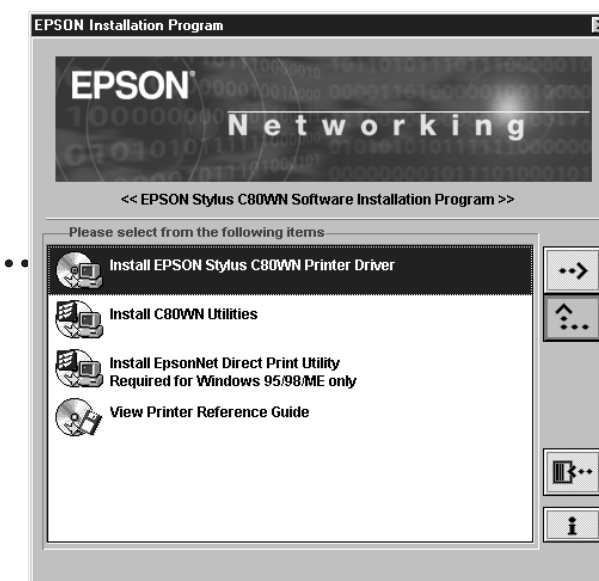 EPSON Installation Program
EPSON
Networking
<< EPSON Stylus C80WN Software Installation Program >>
Please select from the following items
Install EPSON Stylus C80WN Printer Driver
Install C80WN Utilities
Install EpsonNet Direct Print Utility
Required for Windows 95/98/ME only
View Printer Reference Guide
i